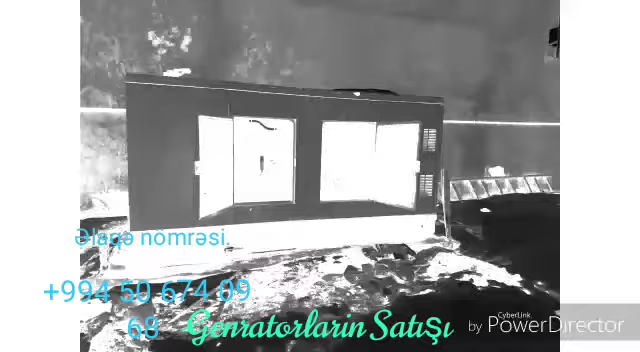 Əlaqə nömrəsi.
+994 50 674 09
68
Genratorlarin Satışı
by CyberLink PowerDirector